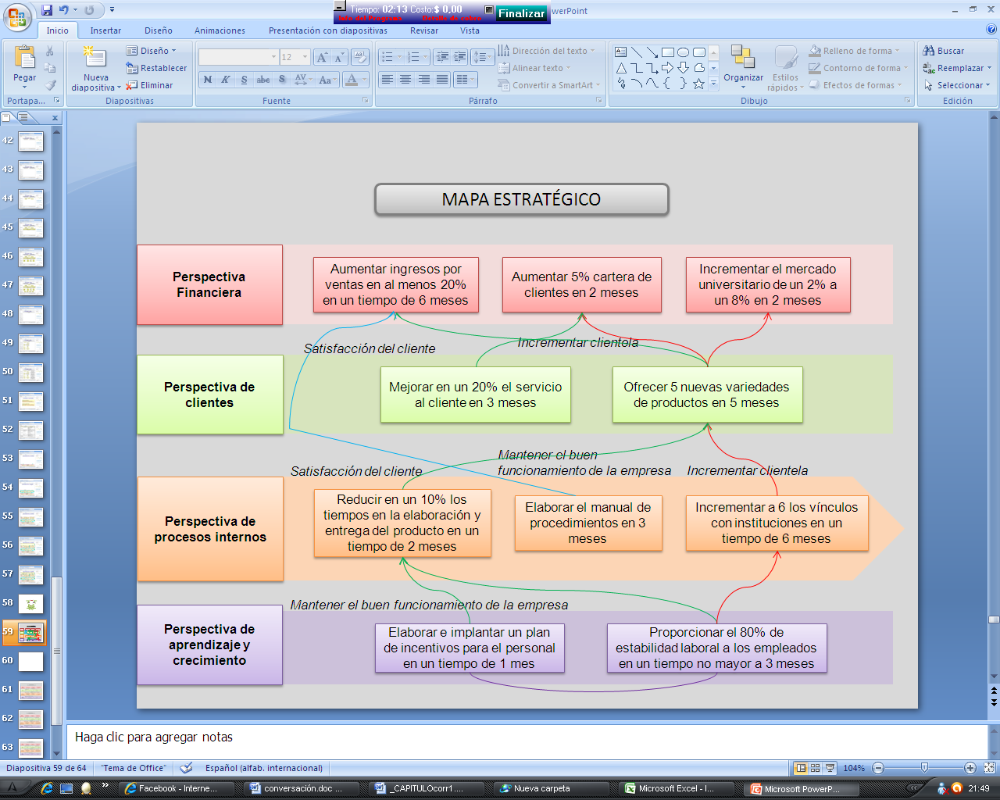 Tiempo: 02:13 Costo:$ 0,00
Finalizar
werPoint
Inicio
Insertar
Diseño
Animaciones
Presentación con diapositivas
Revisar
Vista
Pegar
Nueva
diapositiva
Diseño
Restablecer
Eliminar
12
N K S abc AV Aa A
Dirección del texto
Alinear texto
Convertir a SmartArt
Organizar
Estilos
rápidos
Relleno de forma
Contorno de forma
Efectos de formas
Buscar
Reemplazar
Seleccionar
Portapa...
Diapositivas
Fuente
Párrafo
Dibujo
Edición
42
43
44
45
46
47
48
49
50
51
52
53
54
55
56
57
58
59
60
61
62
63
MAPA ESTRATÉGICO
Perspectiva
Financiera
Aumentar ingresos por
ventas en al menos 20%
en un tiempo de 6 meses
Aumentar 5% cartera de
clientes en 2 meses
Incrementar el mercado
universitario de un 2% a
un 8% en 2 meses
Satisfacción del cliente
Incrementar clientela
Perspectiva de
clientes
Mejorar en un 20% el servicio
al cliente en 3 meses
Ofrecer 5 nuevas variedades
de productos en 5 meses
Satisfacción del cliente
Mantener el buen
funcionamiento de la empresa
Incrementar clientela
Perspectiva de
procesos internos
Reducir en un 10% los
tiempos en la elaboración y
entrega del producto en un
tiempo de 2 meses
Elaborar el manual de
procedimientos en 3
meses
Incrementar a 6 los vínculos
con instituciones en un
tiempo de 6 meses
Mantener el buen funcionamiento de la empresa
Perspectiva de
aprendizaje y
crecimiento
Elaborar e implantar un plan
de incentivos para el personal
en un tiempo de 1 mes
Proporcionar el 80% de
estabilidad laboral a los empleados
en un tiempo no mayor a 3 meses
Haga clic para agregar notas
Diapositiva 59 de 64
"Tema de Office"
Español (alfab. internacional)
104%
Facebook - Interne...
conversación.doc ...
_CAPITULOcorr1....
Nueva carpeta
Microsoft Excel - I...
Microsoft PowerP...
21:49